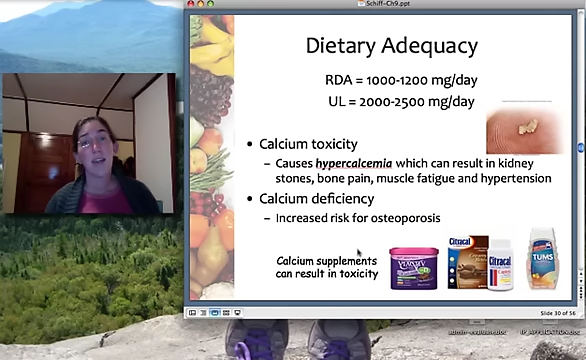 Schiff-Ch9.ppt
Dietary Adequacy
RDA = 1000-1200 mg/day
UL = 2000-2500 mg/day
• Calcium toxicity
– Causes hypercalcemia which can result in kidney
stones, bone pain, muscle fatigue and hypertension
• Calcium deficiency
– Increased risk for osteoporosis
Calcium supplements
can result in toxicity
VIACTIV
Citracal
Citracal
TUMS
Slide 30 of 56